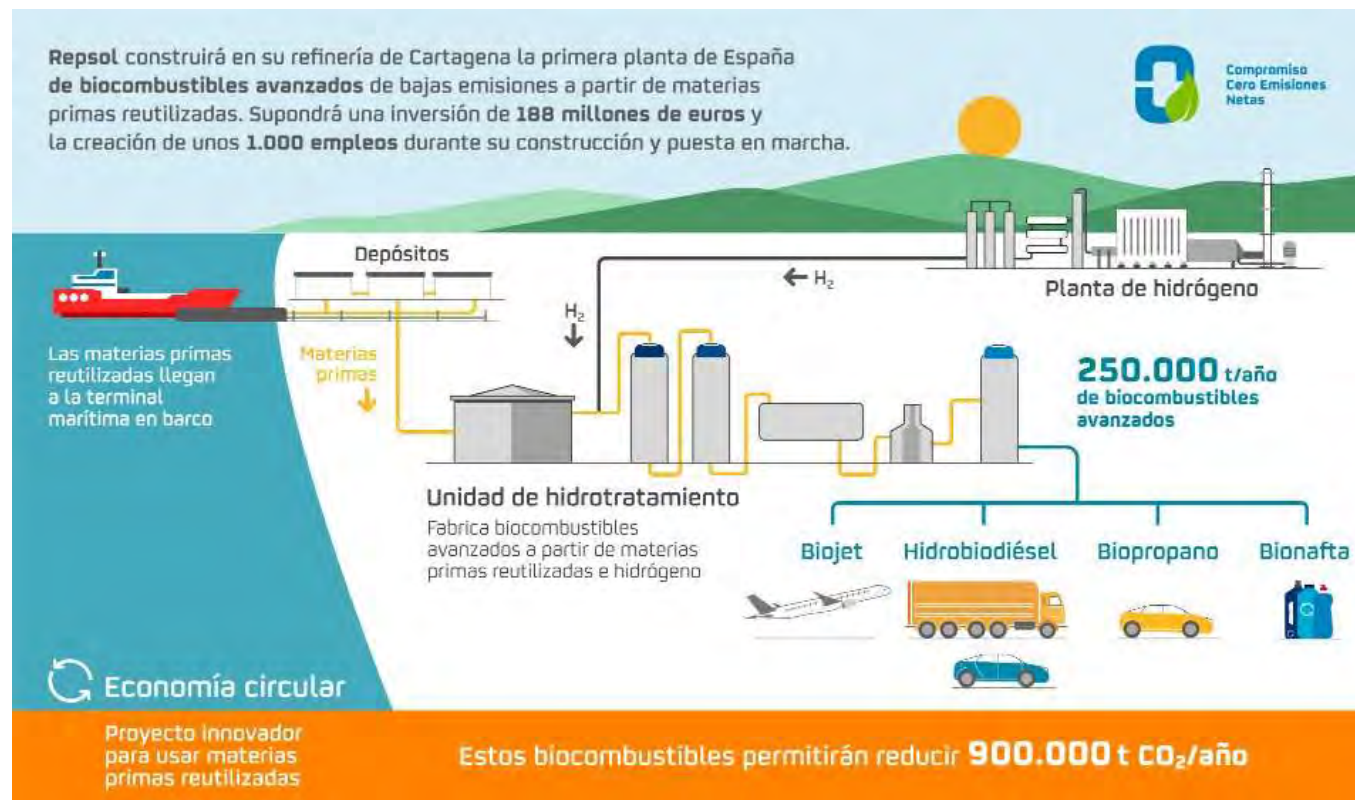 Repsol construirá en su refinería de Cartagena la primera planta de España
de biocombustibles avanzados de bajas emisiones a partir de materias
primas reutilizadas. Supondrá una inversión de 188 millones de euros y
la creación de unos 1.000 empleos durante su construcción y puesta en marcha.
Compromiso
Cero Emisiones
Netas
Depósitos
H₂
Planta de hidrógeno
H₂
Las materias primas
reutilizadas llegan
a la terminal
marítima en barco
Materias
primas
250.000 t/año
de biocombustibles
avanzados
Unidad de hidrotratamiento
Fabrica biocombustibles
avanzados a partir de materias
primas reutilizadas e hidrógeno
Biojet
Hidrobiodiésel
Biopropano
Bionafta
Economía circular
Proyecto innovador
para usar materias
primas reutilizadas
Estos biocombustibles permitirán reducir 900.000 t CO₂/año